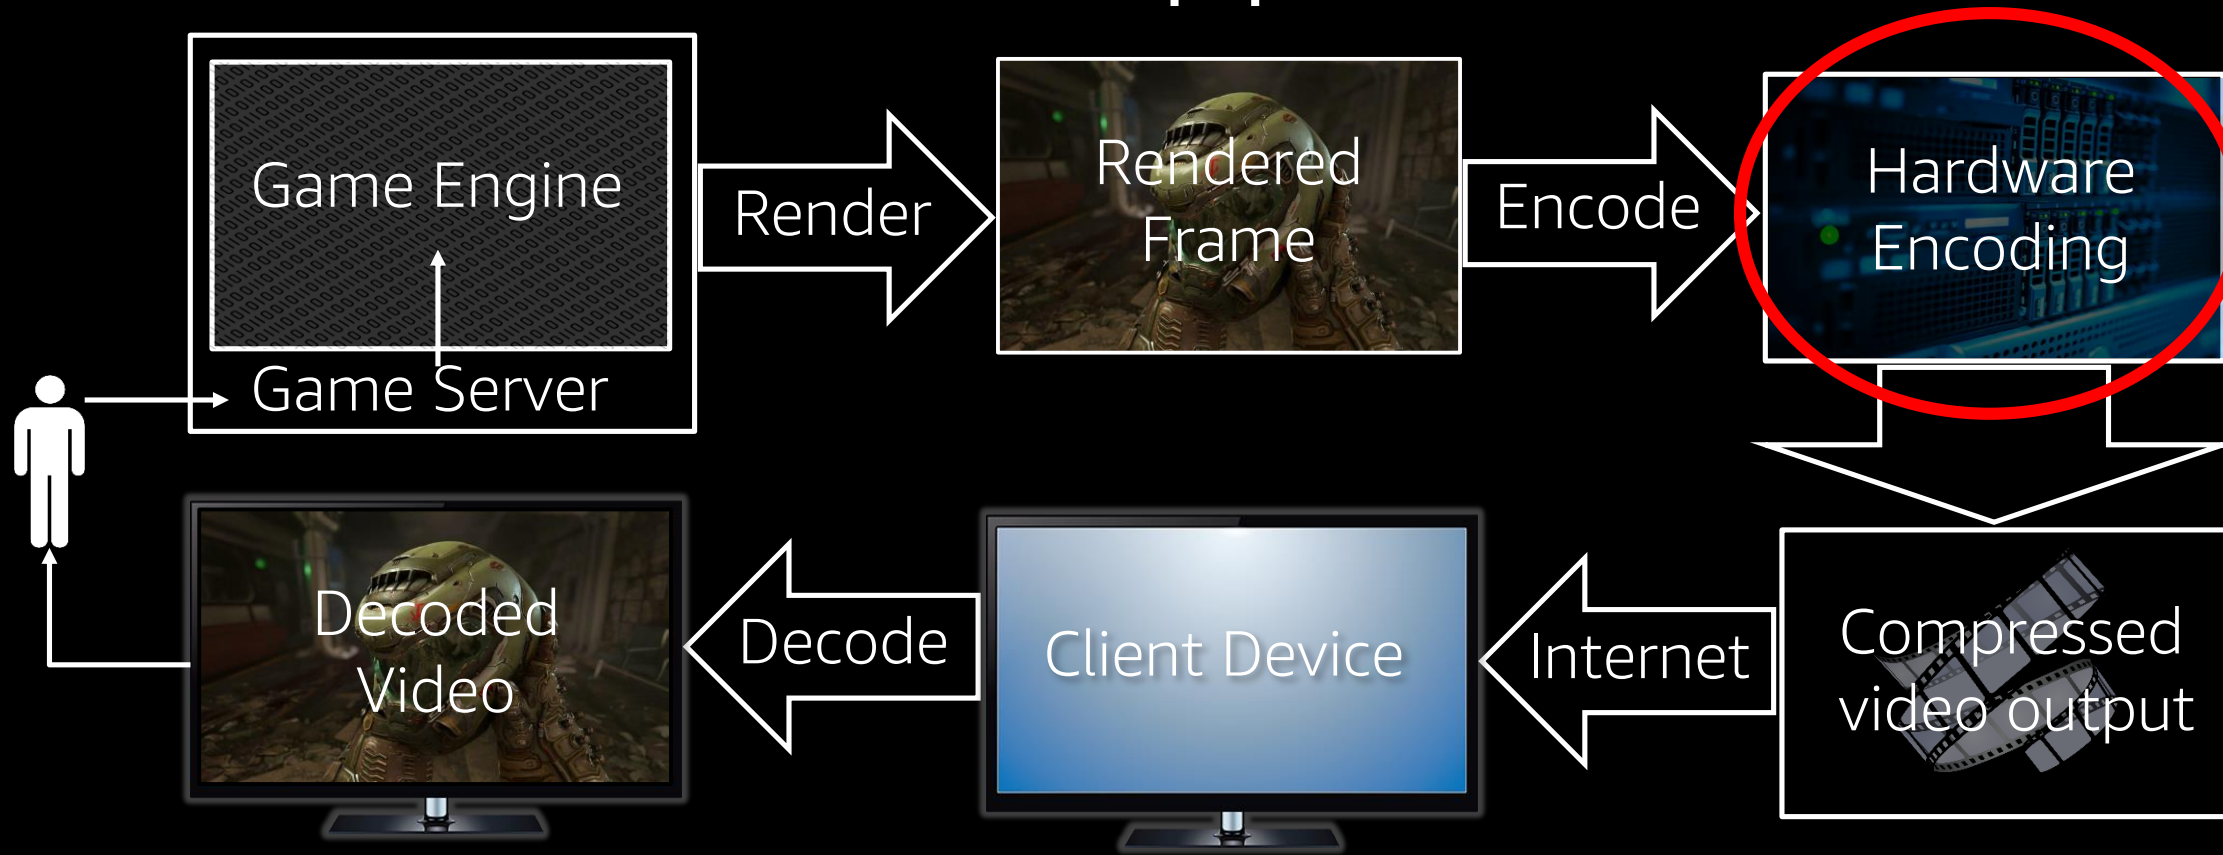 Game Engine
Game Server
Render
Rendered
Frame
Encode
Hardware
Encoding
Compressed
video output
Internet
Client Device
Decode
Decoded
Video